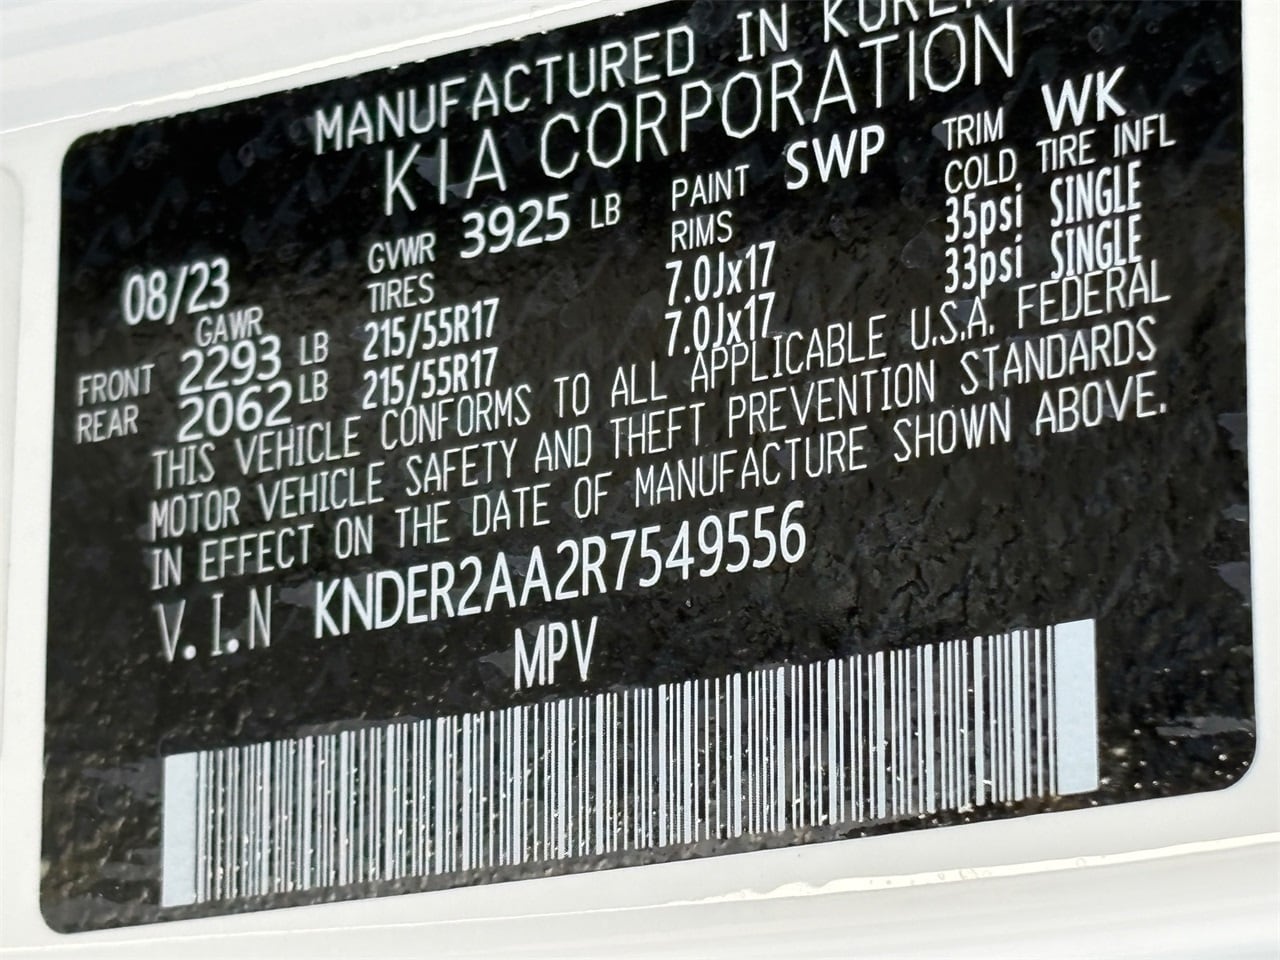 MANUFACTURED IN KOREA
KIA CORPORATION
08/23 GVWR 3925 LB PAINT SWP TRIM WK
GAWR TIRES RIMS COLD TIRE INFL
FRONT 2293 LB 215/55R17 7.0Jx17 35psi SINGLE
REAR 2062 LB 215/55R17 7.0Jx17 33psi SINGLE
THIS VEHICLE CONFORMS TO ALL APPLICABLE U.S.A. FEDERAL
MOTOR VEHICLE SAFETY AND THEFT PREVENTION STANDARDS
IN EFFECT ON THE DATE OF MANUFACTURE SHOWN ABOVE.
V.I.N KNDER2AA2R7549556
MPV